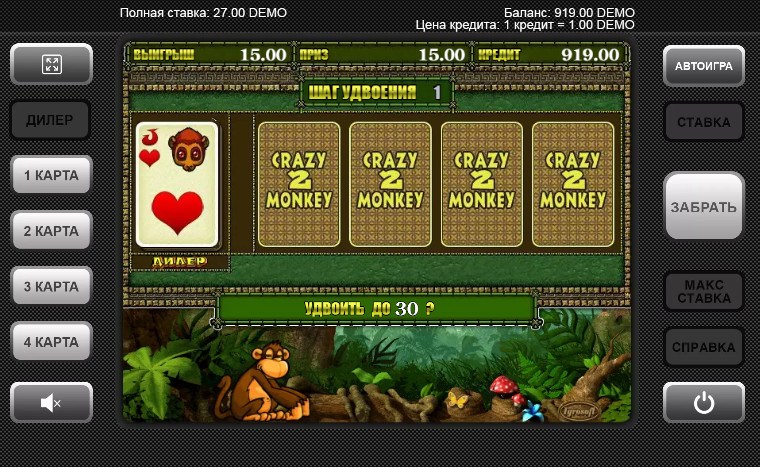 Полная ставка: 27.00 DEMO
Баланс: 919.00 DEMO
Цена кредита: 1 кредит = 1.00 DEMO
ВЫИГРЫШ 15.00 ПРИЗ 15.00 КРЕДИТ 919.00
АВТОИГРА
ШАГ УДВОЕНИЯ 1
ДИЛЕР
СТАВКА
J
CRAZY 2 MONKEY
CRAZY 2 MONKEY
CRAZY 2 MONKEY
CRAZY 2 MONKEY
1 КАРТА
ЗАБРАТЬ
2 КАРТА
ДИЛЕР
3 КАРТА
МАКС
СТАВКА
УДВОИТЬ ДО 30 ?
4 КАРТА
СПРАВКА
Igrosoft